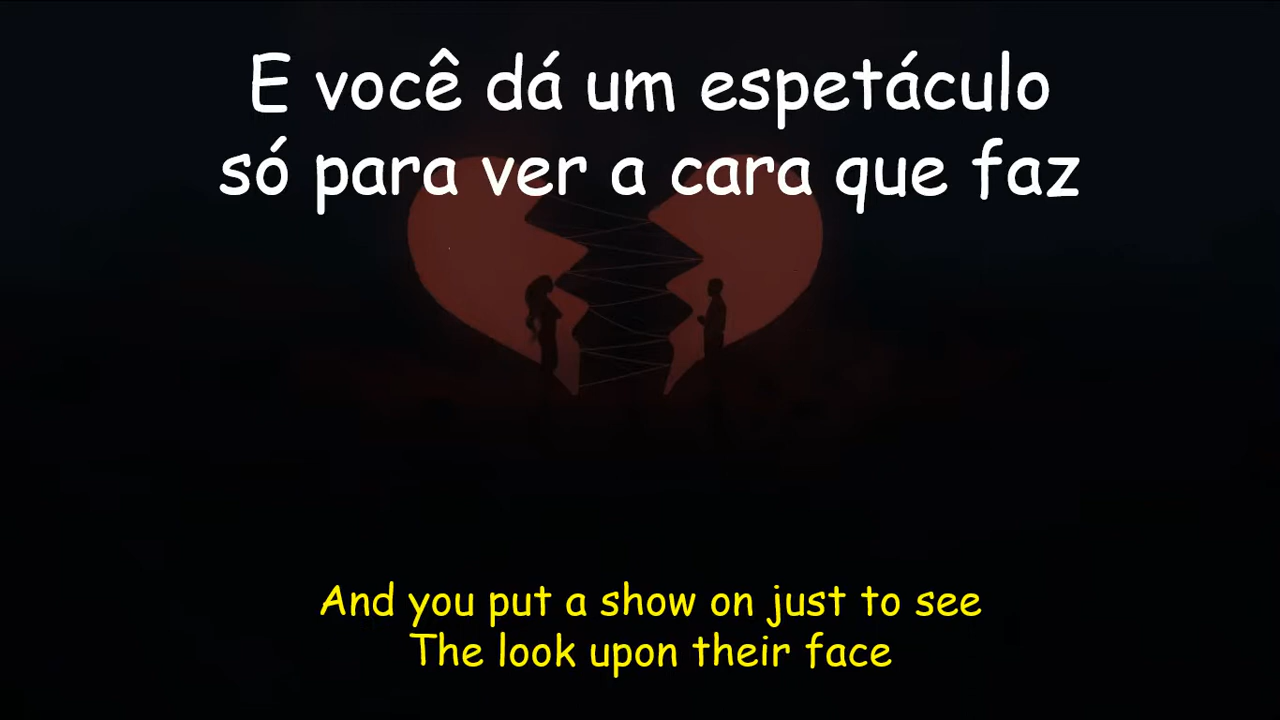 E você dá um espetáculo
só para ver a cara que faz
And you put a show on just to see
The look upon their face